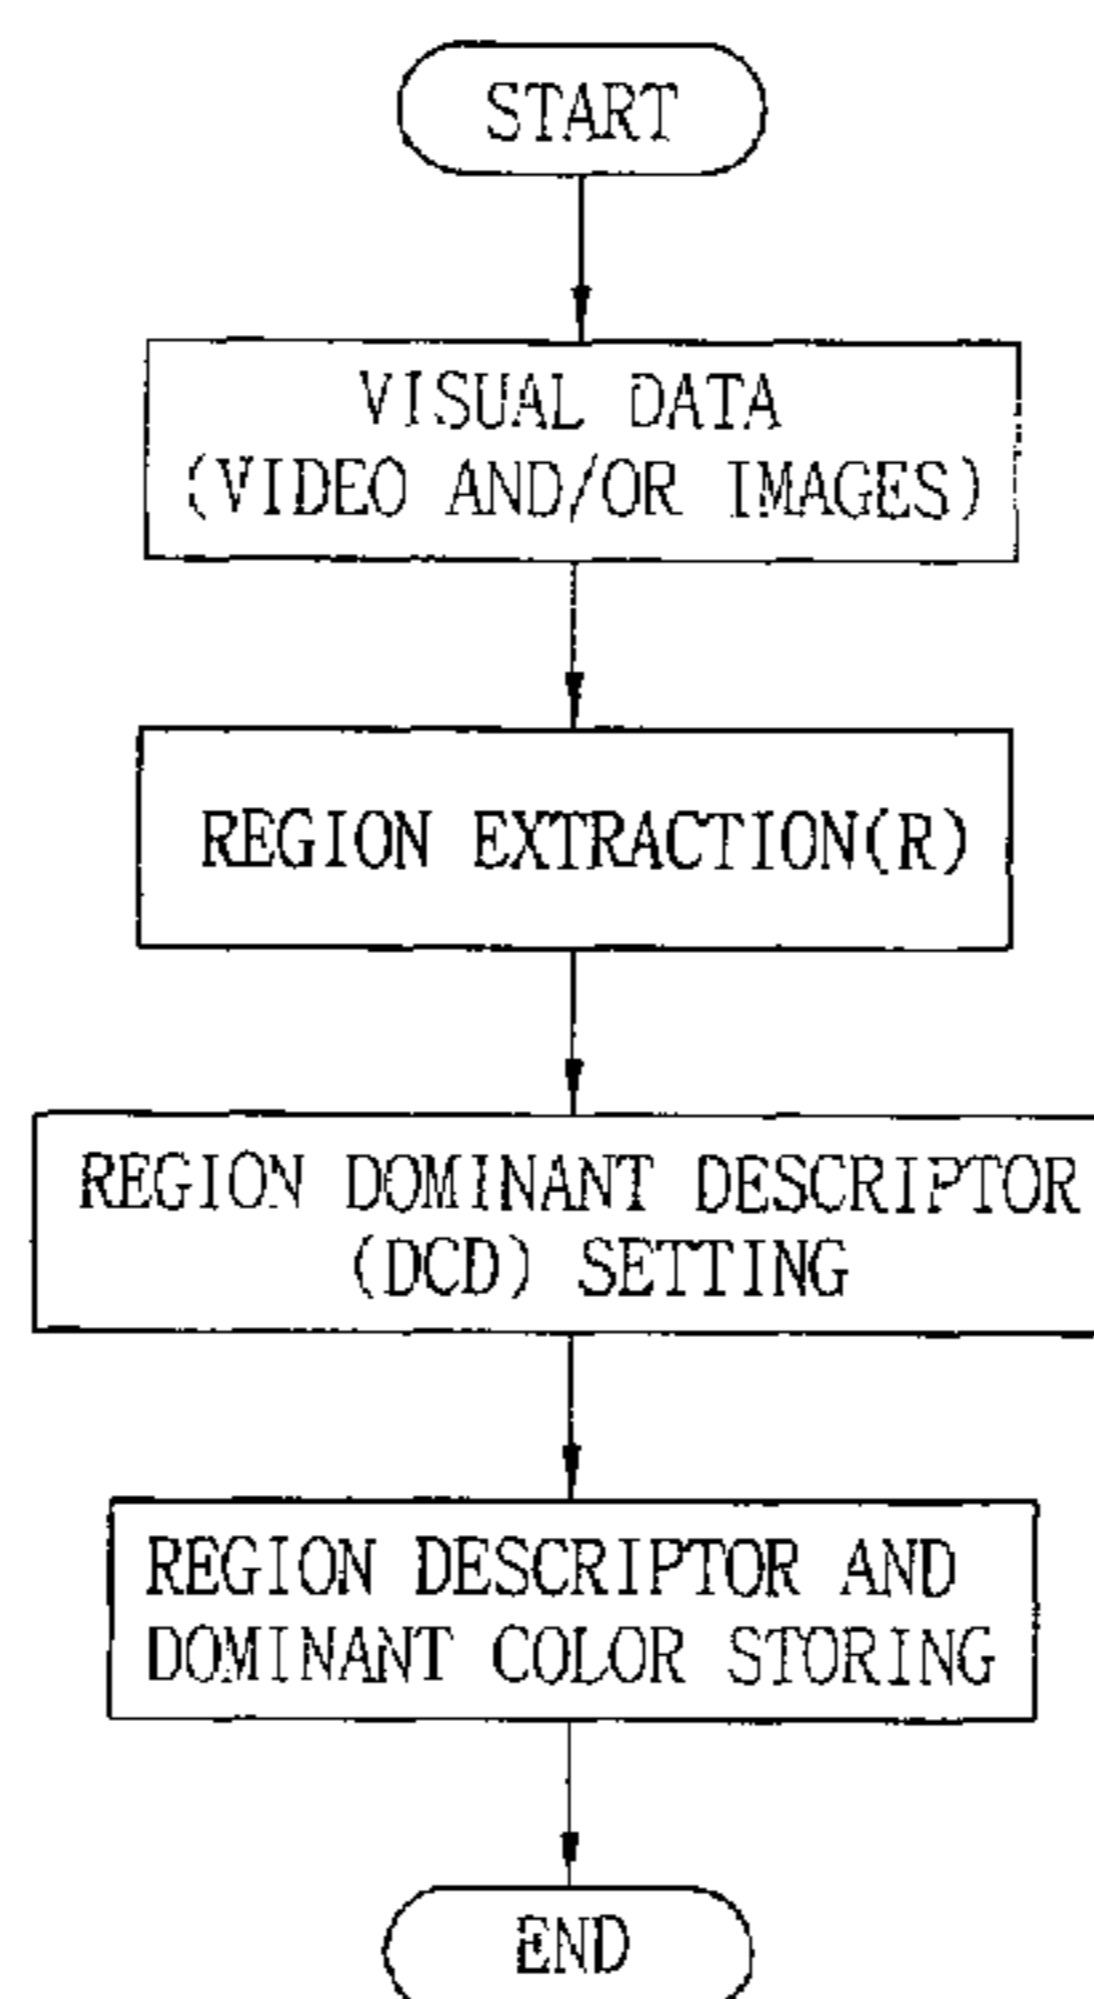 START
VISUAL DATA
(VIDEO AND/OR IMAGES)
REGION EXTRACTION(R)
REGION DOMINANT DESCRIPTOR
(DCD) SETTING
REGION DESCRIPTOR AND
DOMINANT COLOR STORING
END